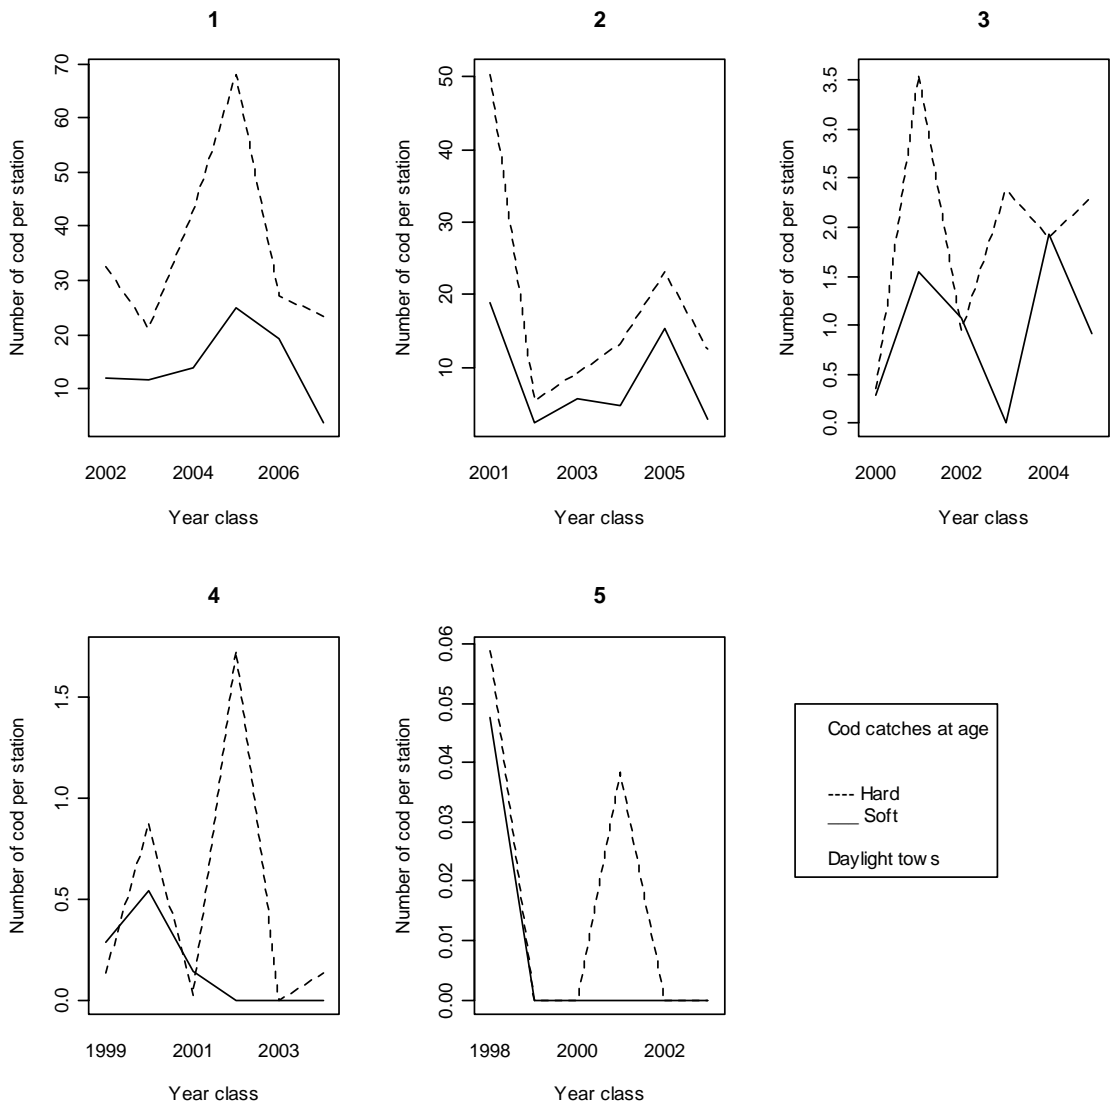 1
Number of cod per station
70
60
50
40
30
20
10
2002 2004 2006
Year class
2
Number of cod per station
50
40
30
20
10
2001 2003 2005
Year class
3
Number of cod per station
3.5
3.0
2.5
2.0
1.5
1.0
0.5
0.0
2000 2002 2004
Year class
4
Number of cod per station
1.5
1.0
0.5
0.0
1999 2001 2003
Year class
5
Number of cod per station
0.06
0.05
0.04
0.03
0.02
0.01
0.00
1998 2000 2002
Year class
Cod catches at age
---- Hard
___ Soft
Daylight tows